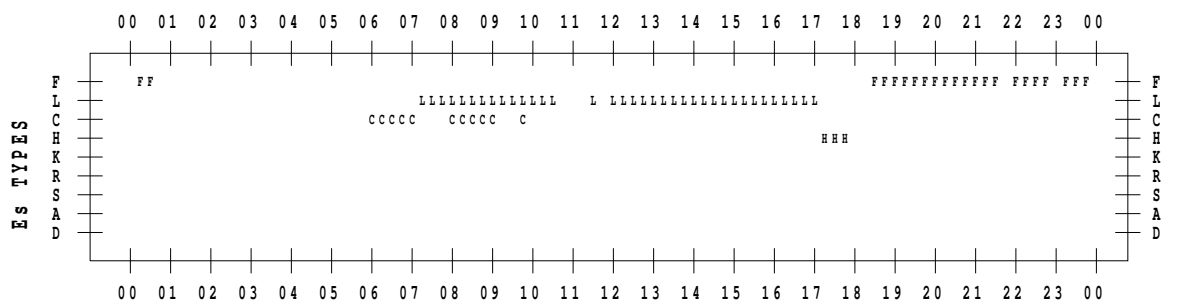 00 01 02 03 04 05 06 07 08 09 10 11 12 13 14 15 16 17 18 19 20 21 22 23 00
F FF FFFFFFFFFFFFF FFFF FFF F
L LLLLLLLLLLLLLL L LLLLLLLLLLLLLLLLLLLLL L
C CCCCC CCCCC C C
H HHH H
K K
R R
S S
A A
D D
Es TYPES
00 01 02 03 04 05 06 07 08 09 10 11 12 13 14 15 16 17 18 19 20 21 22 23 00